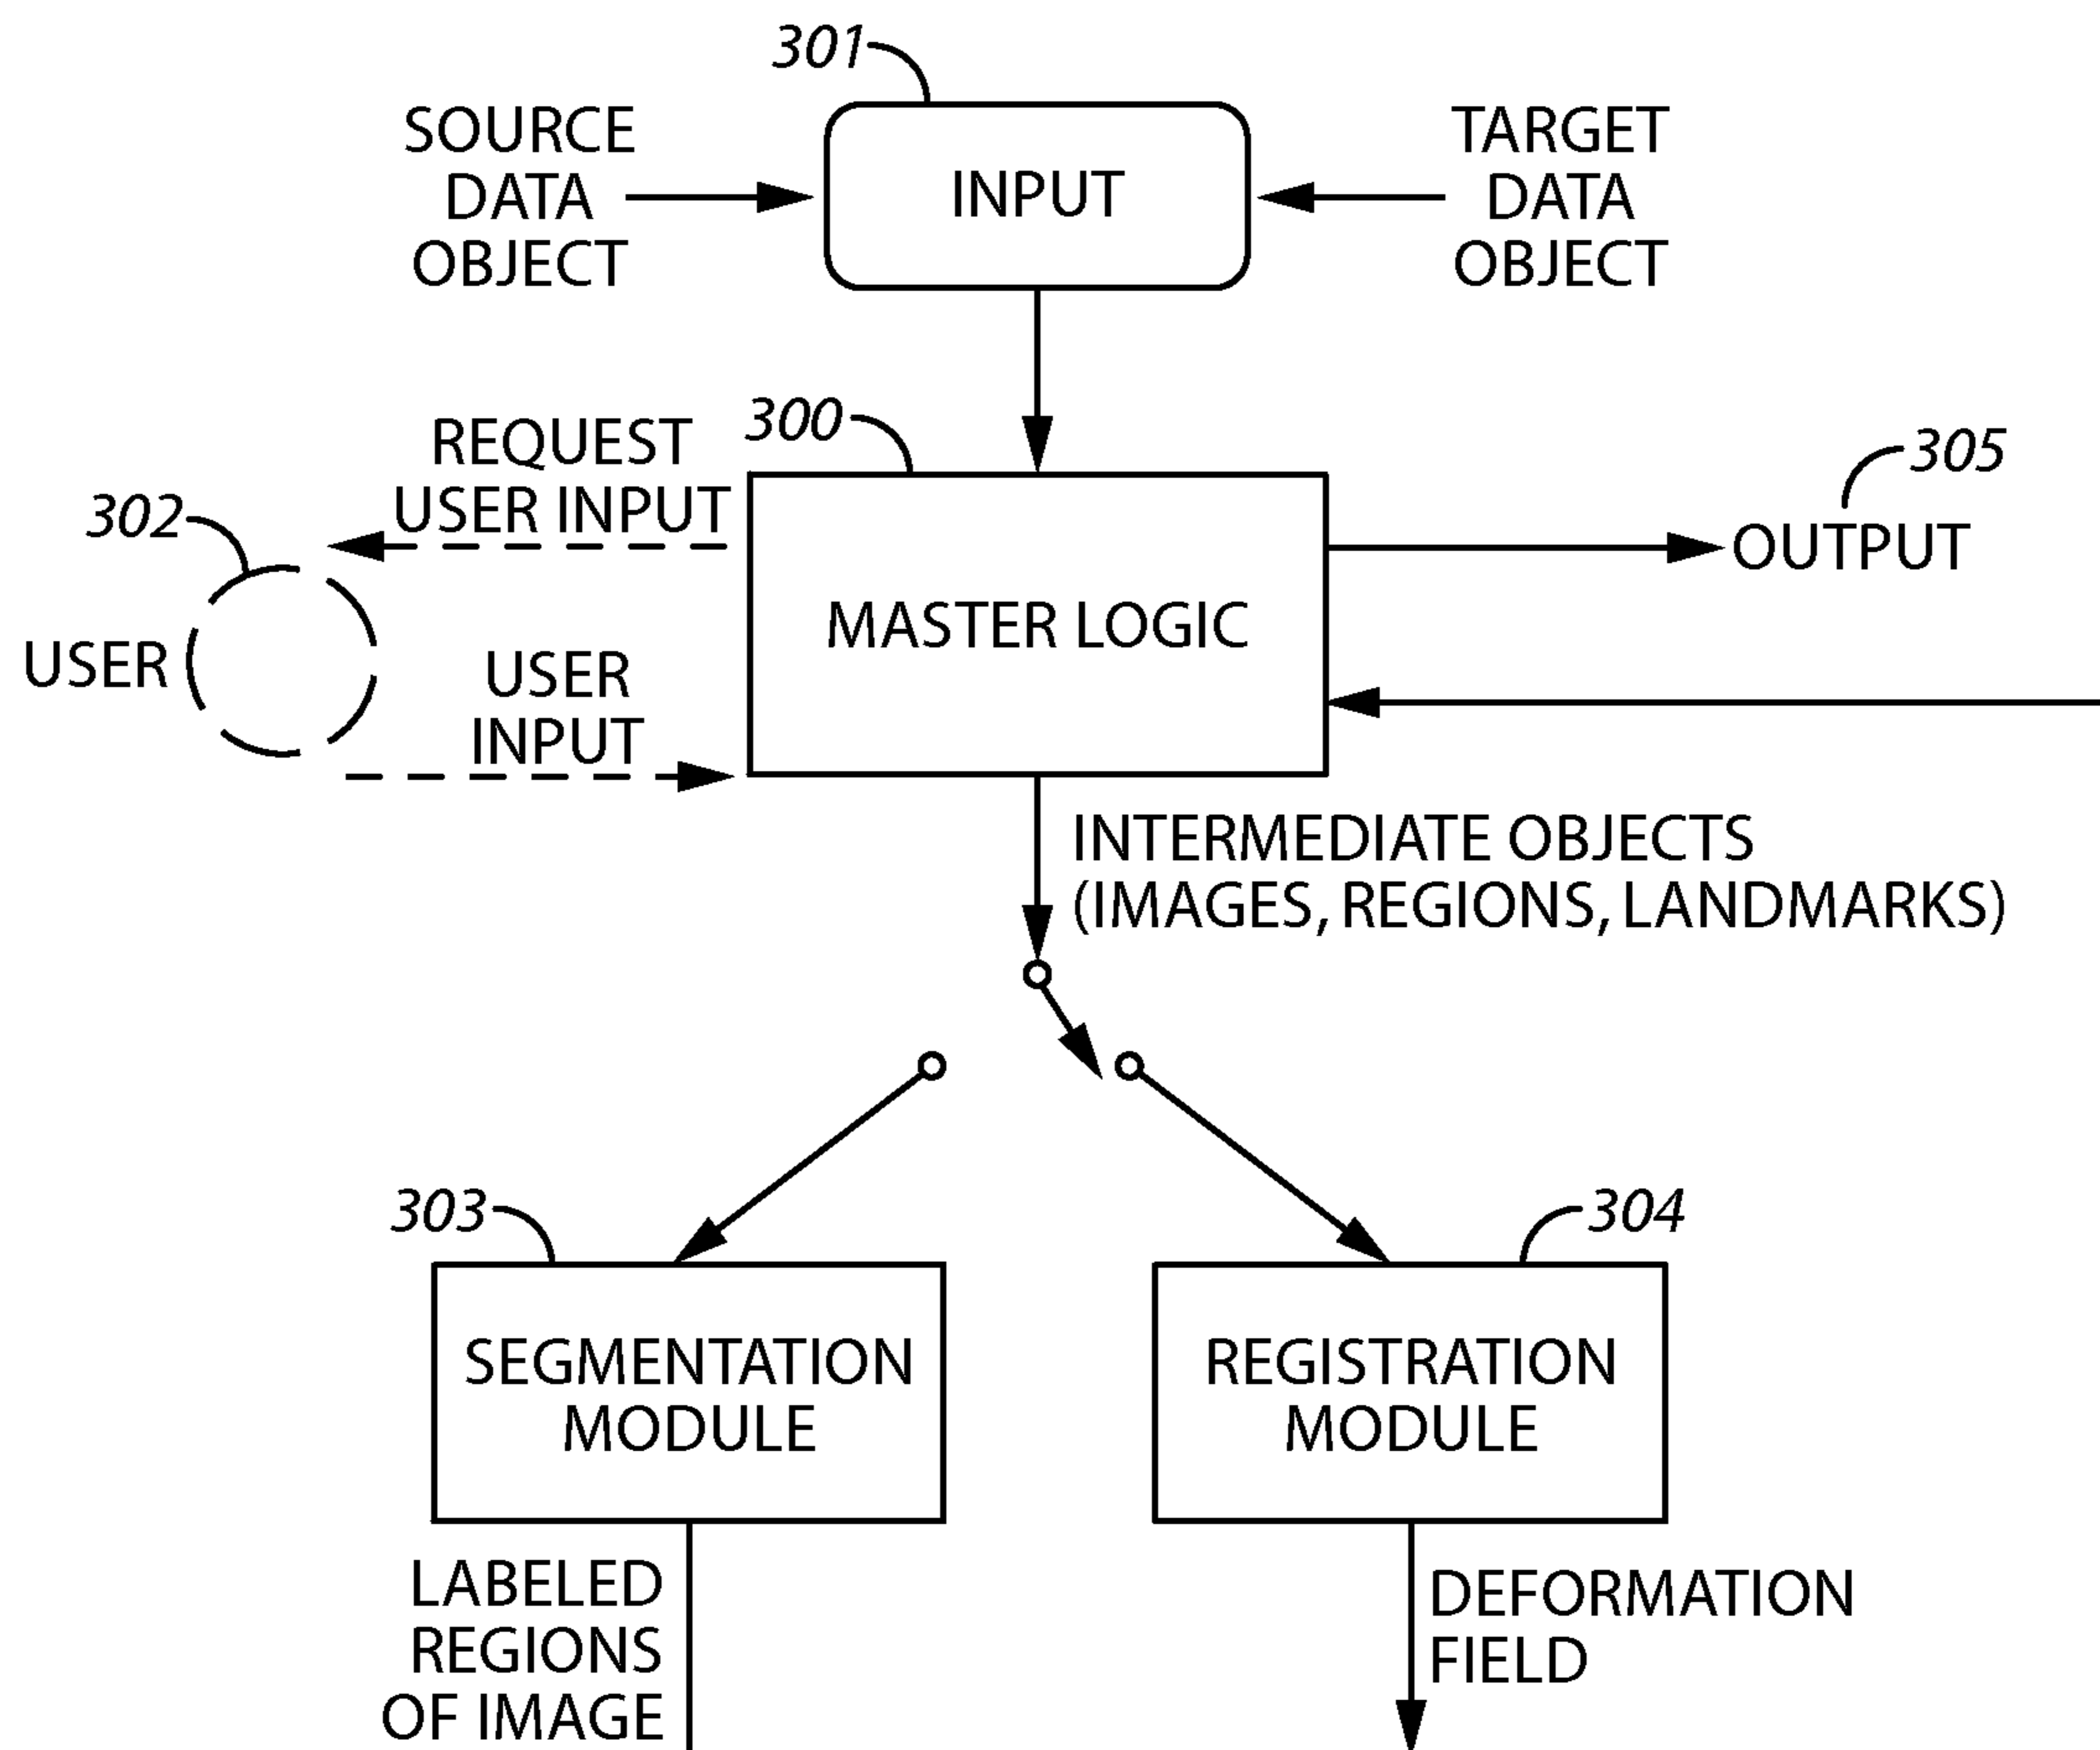 301
SOURCE
DATA
OBJECT
INPUT
TARGET
DATA
OBJECT
300
REQUEST
USER INPUT
305
OUTPUT
302
USER
MASTER LOGIC
USER
INPUT
INTERMEDIATE OBJECTS
(IMAGES, REGIONS, LANDMARKS)
303
304
SEGMENTATION
MODULE
REGISTRATION
MODULE
LABELED
REGIONS
OF IMAGE
DEFORMATION
FIELD